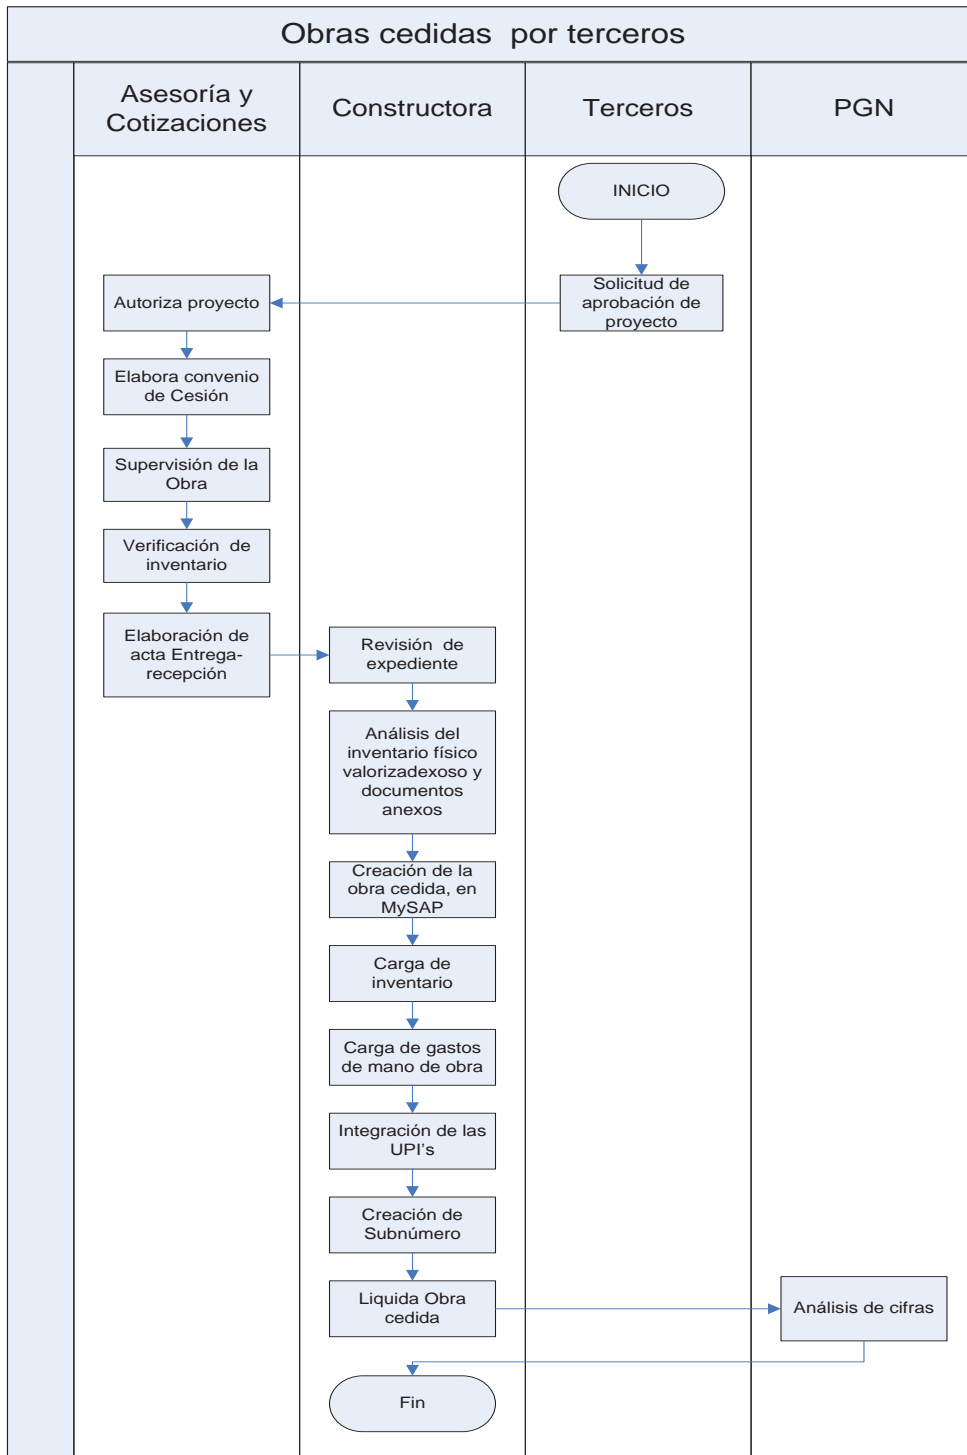 Obras cedidas por terceros
Asesoría y
Cotizaciones
Constructora
Terceros
PGN
INICIO
Solicitud de
aprobación de
proyecto
Autoriza proyecto
Elabora convenio
de Cesión
Supervisión de la
Obra
Verificación de
inventario
Elaboración de
acta Entrega-
recepción
Revisión de
expediente
Análisis del
inventario físico
valorizadexoso y
documentos
anexos
Creación de la
obra cedida, en
MySAP
Carga de
inventario
Carga de gastos
de mano de obra
Integración de las
UPI's
Creación de
Subnúmero
Liquida Obra
cedida
Análisis de cifras
Fin